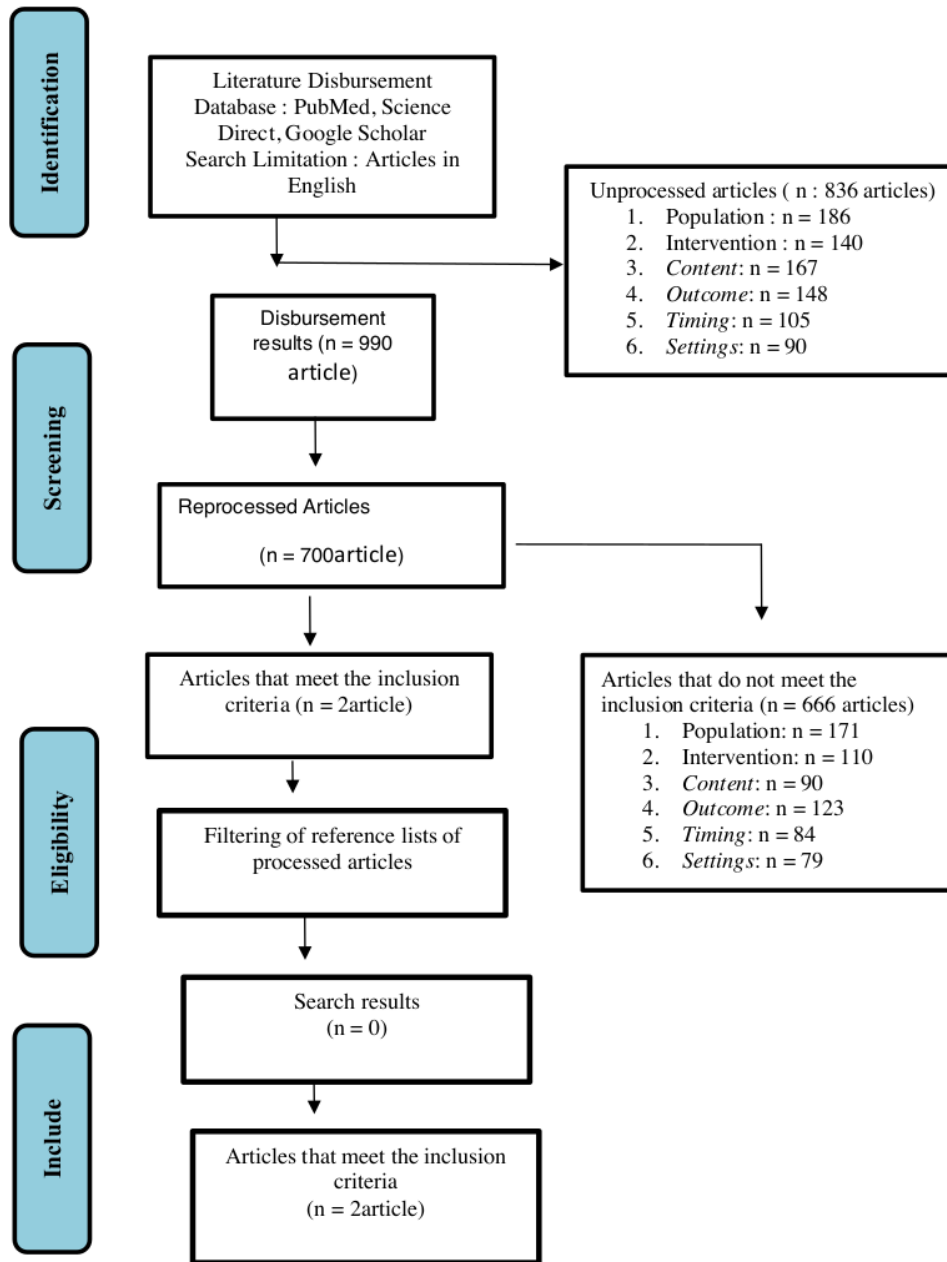 Identification
Literature Disbursement
Database : PubMed, Science
Direct, Google Scholar
Search Limitation : Articles in
English
Unprocessed articles ( n : 836 articles)
1. Population : n = 186
2. Intervention : n = 140
3. Content: n = 167
4. Outcome: n = 148
5. Timing: n = 105
6. Settings: n = 90
Disbursement
results (n = 990
article)
Screening
Reprocessed Articles
(n = 700article)
Articles that meet the inclusion
criteria (n = 2article)
Articles that do not meet the
inclusion criteria (n = 666 articles)
1. Population: n = 171
2. Intervention: n = 110
3. Content: n = 90
4. Outcome: n = 123
5. Timing: n = 84
6. Settings: n = 79
Eligibility
Filtering of reference lists of
processed articles
Search results
(n = 0)
Include
Articles that meet the inclusion
criteria
(n = 2article)